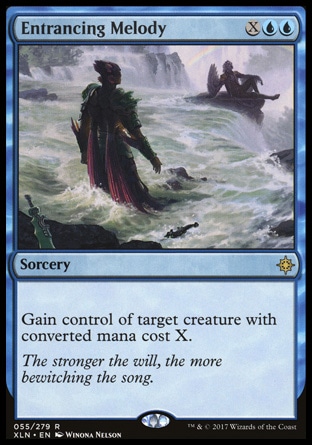 Entrancing Melody X
Sorcery
Gain control of target creature with
converted mana cost X.
The stronger the will, the more
bewitching the song.
055/279 R
XLN • EN Winona Nelson
™ & © 2017 Wizards of the Coast